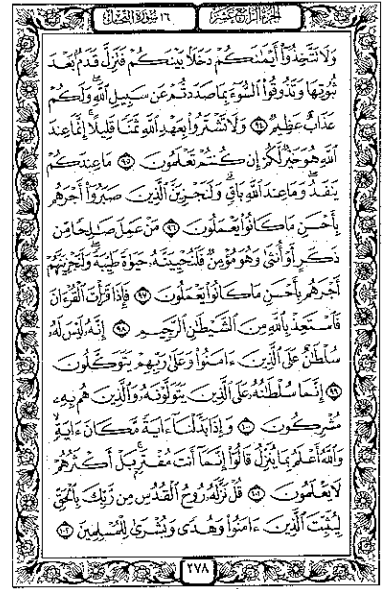 الجزء الرابع عشر ١٦ سورة النحل
وَلَا تَتَّخِذُوٓا۟ أَيْمَٰنَكُمْ دَخَلًۢا بَيْنَكُمْ فَتَزِلَّ قَدَمٌۢ بَعْدَ
ثُبُوتِهَا وَتَذُوقُوا۟ ٱلسُّوٓءَ بِمَا صَدَدتُّمْ عَن سَبِيلِ ٱللَّهِ وَلَكُمْ
عَذَابٌ عَظِيمٌ ٩٤ وَلَا تَشْتَرُوا۟ بِعَهْدِ ٱللَّهِ ثَمَنًا قَلِيلًا إِنَّمَا عِندَ
ٱللَّهِ هُوَ خَيْرٌ لَّكُمْ إِن كُنتُمْ تَعْلَمُونَ ٩٥ مَا عِندَكُمْ
يَنفَدُ وَمَا عِندَ ٱللَّهِ بَاقٍ وَلَنَجْزِيَنَّ ٱلَّذِينَ صَبَرُوٓا۟ أَجْرَهُم
بِأَحْسَنِ مَا كَانُوا۟ يَعْمَلُونَ ٩٦ مَنْ عَمِلَ صَٰلِحًا مِّن
ذَكَرٍ أَوْ أُنثَىٰ وَهُوَ مُؤْمِنٌ فَلَنُحْيِيَنَّهُۥ حَيَوٰةً طَيِّبَةً وَلَنَجْزِيَنَّهُمْ
أَجْرَهُم بِأَحْسَنِ مَا كَانُوا۟ يَعْمَلُونَ ٩٧ فَإِذَا قَرَأْتَ ٱلْقُرْءَانَ
فَٱسْتَعِذْ بِٱللَّهِ مِنَ ٱلشَّيْطَٰنِ ٱلرَّجِيمِ ٩٨ إِنَّهُۥ لَيْسَ لَهُۥ
سُلْطَٰنٌ عَلَى ٱلَّذِينَ ءَامَنُوا۟ وَعَلَىٰ رَبِّهِمْ يَتَوَكَّلُونَ
٩٩ إِنَّمَا سُلْطَٰنُهُۥ عَلَى ٱلَّذِينَ يَتَوَلَّوْنَهُۥ وَٱلَّذِينَ هُم بِهِۦ
مُشْرِكُونَ ١٠٠ وَإِذَا بَدَّلْنَآ ءَايَةً مَّكَانَ ءَايَةٍ
وَٱللَّهُ أَعْلَمُ بِمَا يُنَزِّلُ قَالُوٓا۟ إِنَّمَآ أَنتَ مُفْتَرٍۭ بَلْ أَكْثَرُهُمْ
لَا يَعْلَمُونَ ١٠١ قُلْ نَزَّلَهُۥ رُوحُ ٱلْقُدُسِ مِن رَّبِّكَ بِٱلْحَقِّ
لِيُثَبِّتَ ٱلَّذِينَ ءَامَنُوا۟ وَهُدًى وَبُشْرَىٰ لِلْمُسْلِمِينَ ١٠٢
٢٧٨